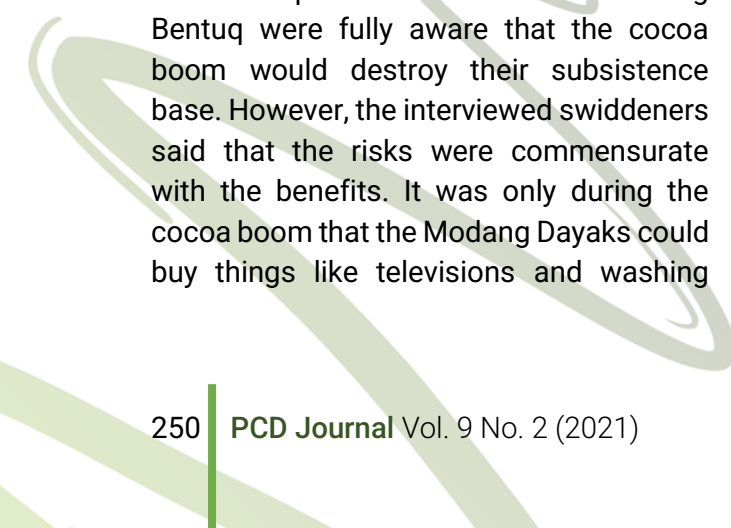 Bentuq were fully aware that the cocoa
boom would destroy their subsistence
base. However, the interviewed swiddeners
said that the risks were commensurate
with the benefits. It was only during the
cocoa boom that the Modang Dayaks could
buy things like televisions and washing
250 PCD Journal Vol. 9 No. 2 (2021)